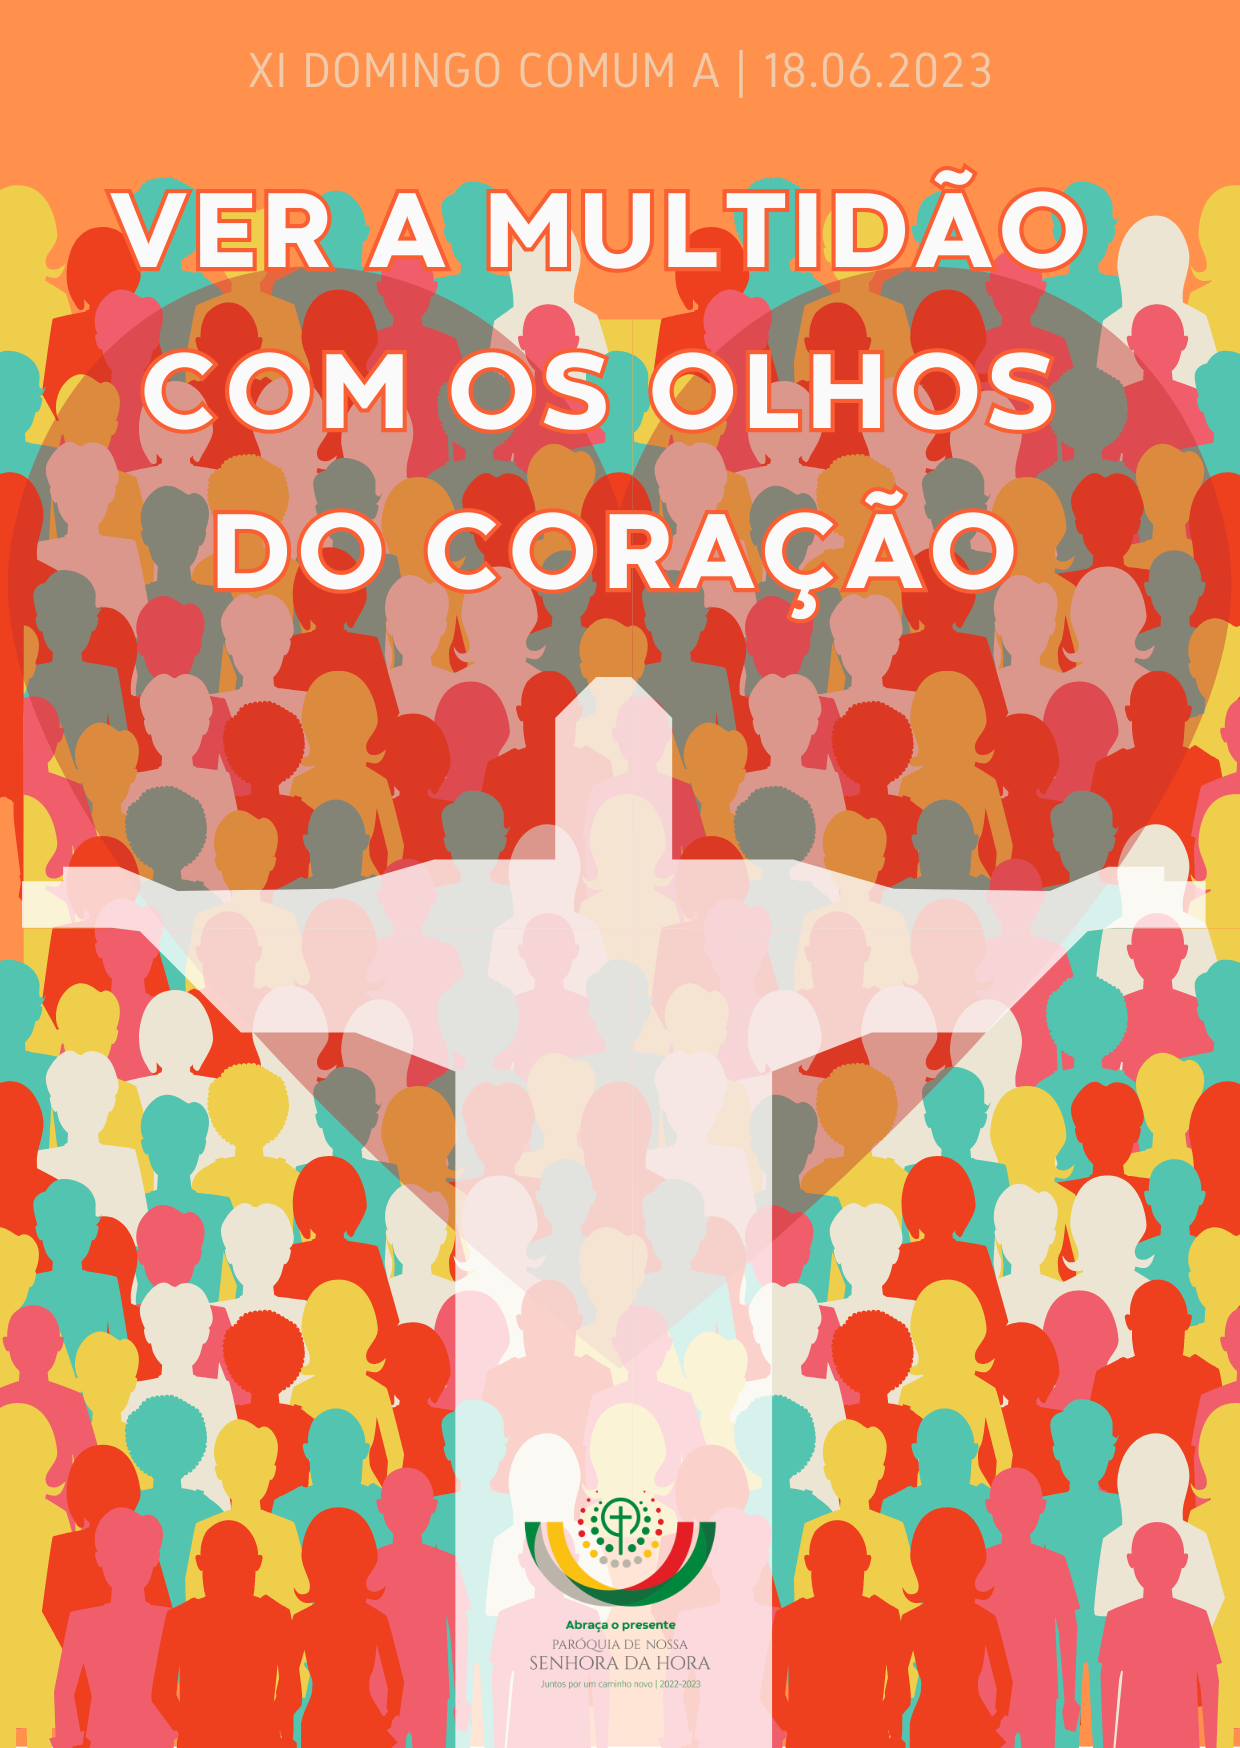 XI DOMINGO COMUM A | 18.06.2023
VER A MULTIDÃO
COM OS OLHOS
DO CORAÇÃO
Abraça o presente
PARÓQUIA DE NOSSA
SENHORA DA HORA
Juntos por um caminho novo | 2022-2023